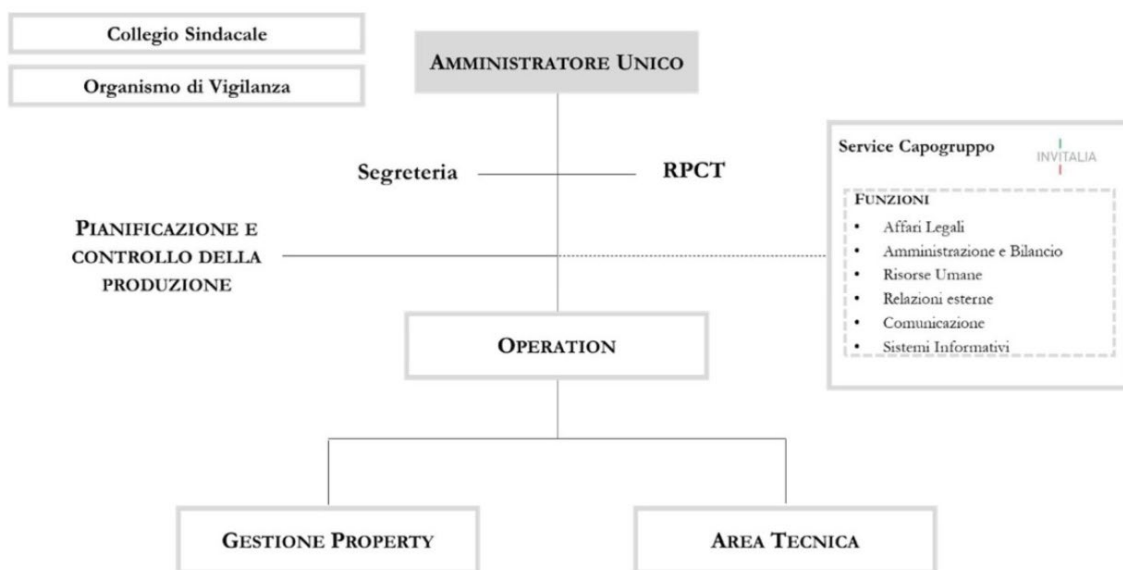 Collegio Sindacale
Organismo di Vigilanza
AMMINISTRATORE UNICO
Segreteria
RPCT
PIANIFICAZIONE E
CONTROLLO DELLA
PRODUZIONE
Service Capogruppo
INVITALIA
FUNZIONI
• Affari Legali
• Amministrazione e Bilancio
• Risorse Umane
• Relazioni esterne
• Comunicazione
• Sistemi Informativi
OPERATION
GESTIONE PROPERTY
AREA TECNICA